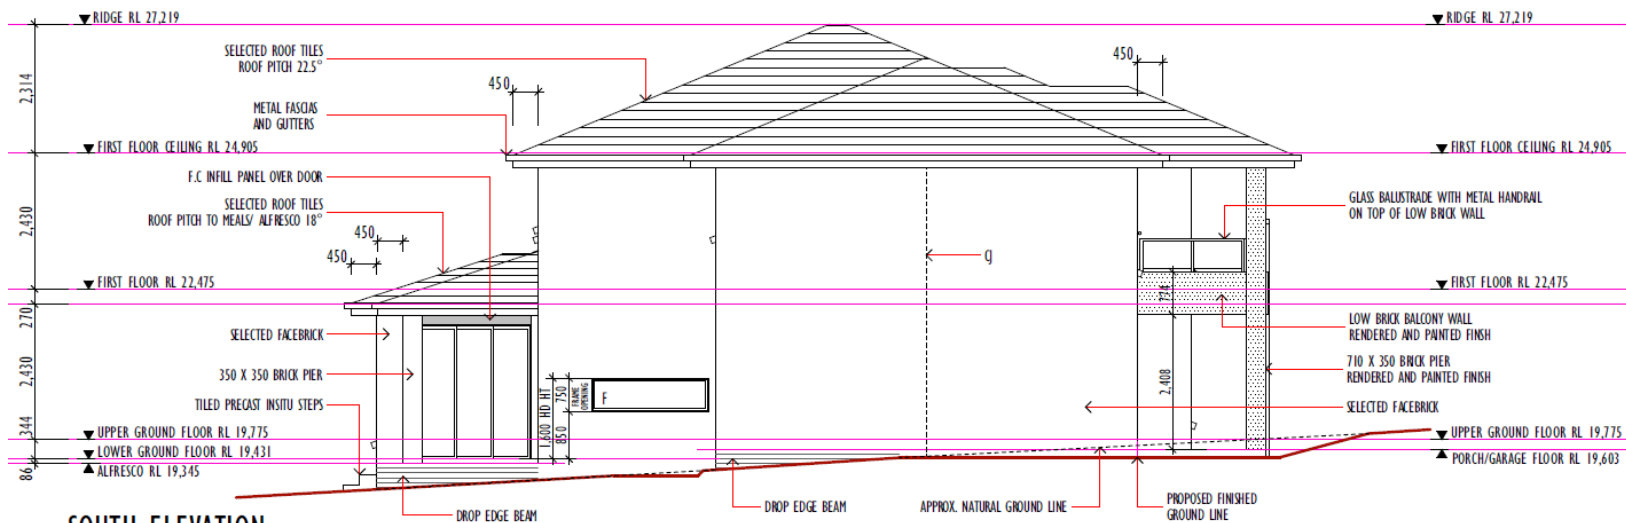 RIDGE RL 27,219
RIDGE RL 27,219
SELECTED ROOF TILES
ROOF PITCH 22.5°
450
450
2,314
METAL FASCIAS
AND GUTTERS
FIRST FLOOR CEILING RL 24,905
FIRST FLOOR CEILING RL 24,905
F.C INFILL PANEL OVER DOOR
SELECTED ROOF TILES
ROOF PITCH TO MEALS/ ALFRESCO 18°
GLASS BALUSTRADE WITH METAL HANDRAIL
ON TOP OF LOW BRICK WALL
2,430
450
450
q
FIRST FLOOR RL 22,475
FIRST FLOOR RL 22,475
270
SELECTED FACEBRICK
LOW BRICK BALCONY WALL
RENDERED AND PAINTED FINSH
350 X 350 BRICK PIER
710 X 350 BRICK PIER
RENDERED AND PAINTED FINISH
2,430
1,600 HD HT
750
FRAME
OPENING
850
F
2,408
TILED PRECAST INSITU STEPS
SELECTED FACEBRICK
344
UPPER GROUND FLOOR RL 19,775
UPPER GROUND FLOOR RL 19,775
LOWER GROUND FLOOR RL 19,431
PORCH/GARAGE FLOOR RL 19,603
86
ALFRESCO RL 19,345
DROP EDGE BEAM
DROP EDGE BEAM
APPROX. NATURAL GROUND LINE
PROPOSED FINISHED
GROUND LINE
SOUTH ELEVATION